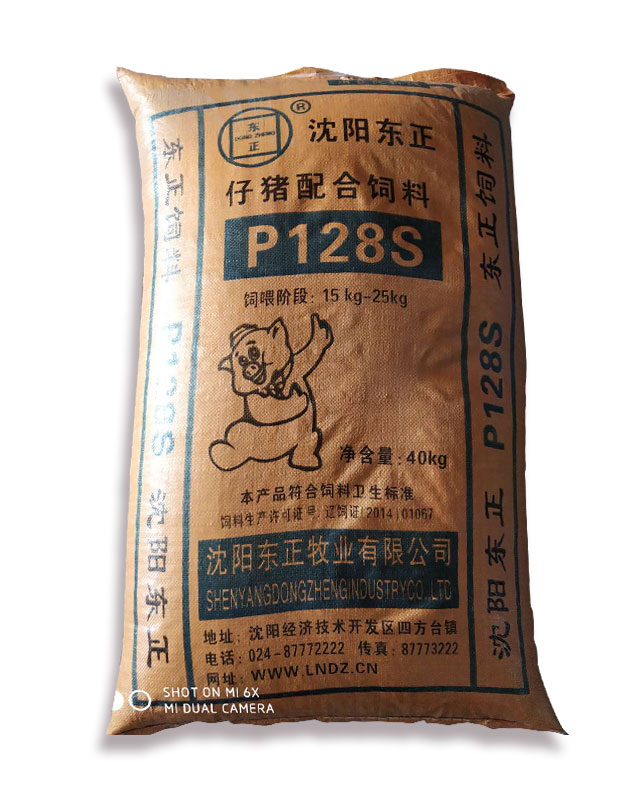 东
DONG ZHENG
正
®
沈阳东正
仔猪配合饲料
P128S
饲喂阶段: 15 kg-25kg
净含量: 40kg
本产品符合饲料卫生标准
饲料生产许可证号: 辽饲证(2014)01067
沈阳东正牧业有限公司
SHENYANGDONGZHENGINDUSTRYCO.,LTD
地址: 沈阳经济技术开发区四方台镇
电话: 024-87772222 传真: 87773222
网址: WWW.LNDZ.CN
东正饲料 P128S 沈阳东正
沈阳东正 P128S 东正饲料
SHOT ON MI 6X
MI DUAL CAMERA